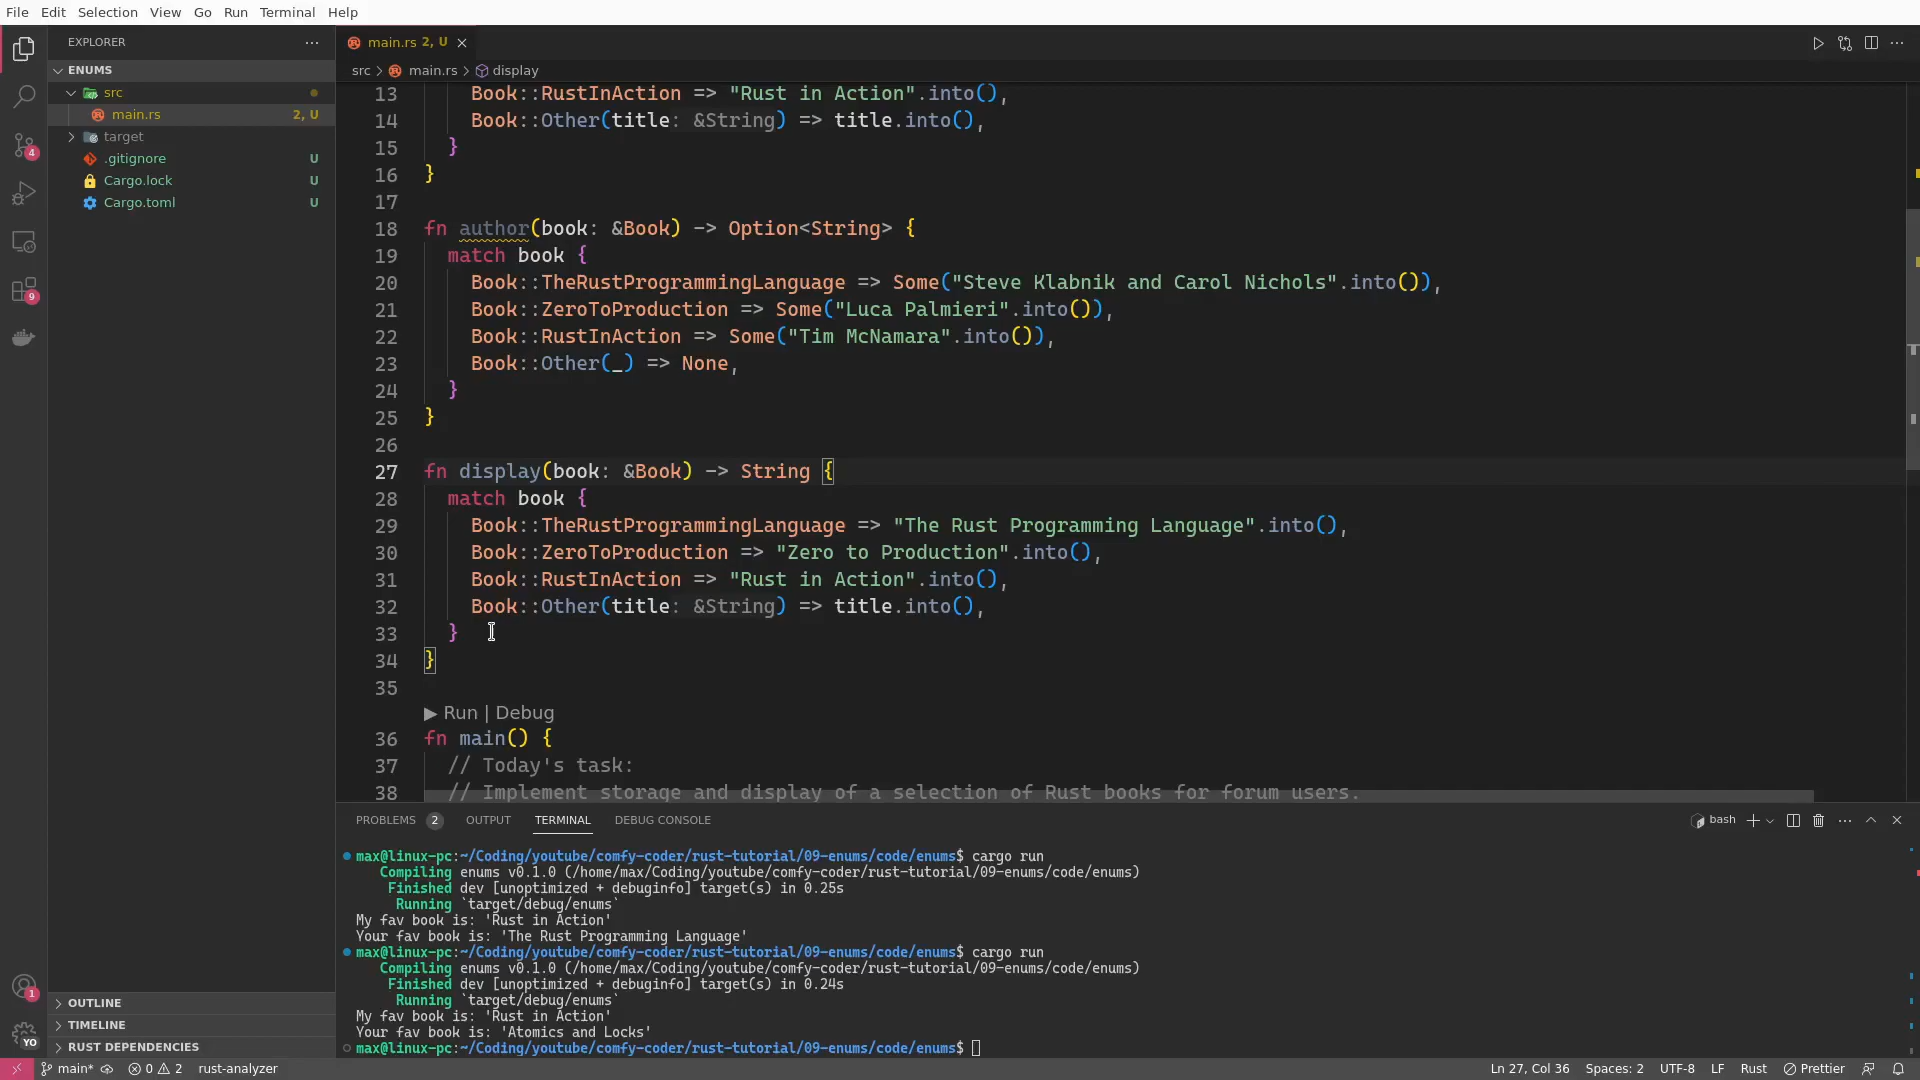 File Edit Selection View Go Run Terminal Help
EXPLORER
main.rs 2, U
ENUMS
src > main.rs > display
src
main.rs 2, U
target
.gitignore U
Cargo.lock U
Cargo.toml U
4
9
1
YO
13 Book::RustInAction => "Rust in Action".into(),
14 Book::Other(title: &String) => title.into(),
15 }
16 }
17
18 fn author(book: &Book) -> Option<String> {
19 match book {
20 Book::TheRustProgrammingLanguage => Some("Steve Klabnik and Carol Nichols".into()),
21 Book::ZeroToProduction => Some("Luca Palmieri".into()),
22 Book::RustInAction => Some("Tim McNamara".into()),
23 Book::Other(_) => None,
24 }
25 }
26
27 fn display(book: &Book) -> String {
28 match book {
29 Book::TheRustProgrammingLanguage => "The Rust Programming Language".into(),
30 Book::ZeroToProduction => "Zero to Production".into(),
31 Book::RustInAction => "Rust in Action".into(),
32 Book::Other(title: &String) => title.into(),
33 }
34 }
35
▶ Run | Debug
36 fn main() {
37 // Today's task:
38 // Implement storage and display of a selection of Rust books for forum users.
PROBLEMS 2 OUTPUT TERMINAL DEBUG CONSOLE bash
max@linux-pc:~/Coding/youtube/comfy-coder/rust-tutorial/09-enums/code/enums$ cargo run
Compiling enums v0.1.0 (/home/max/Coding/youtube/comfy-coder/rust-tutorial/09-enums/code/enums)
Finished dev [unoptimized + debuginfo] target(s) in 0.25s
Running `target/debug/enums`
My fav book is: 'Rust in Action'
Your fav book is: 'The Rust Programming Language'
max@linux-pc:~/Coding/youtube/comfy-coder/rust-tutorial/09-enums/code/enums$ cargo run
Compiling enums v0.1.0 (/home/max/Coding/youtube/comfy-coder/rust-tutorial/09-enums/code/enums)
Finished dev [unoptimized + debuginfo] target(s) in 0.24s
Running `target/debug/enums`
My fav book is: 'Rust in Action'
Your fav book is: 'Atomics and Locks'
max@linux-pc:~/Coding/youtube/comfy-coder/rust-tutorial/09-enums/code/enums$
OUTLINE
TIMELINE
RUST DEPENDENCIES
main* 0 2 rust-analyzer Ln 27, Col 36 Spaces: 2 UTF-8 LF Rust Prettier